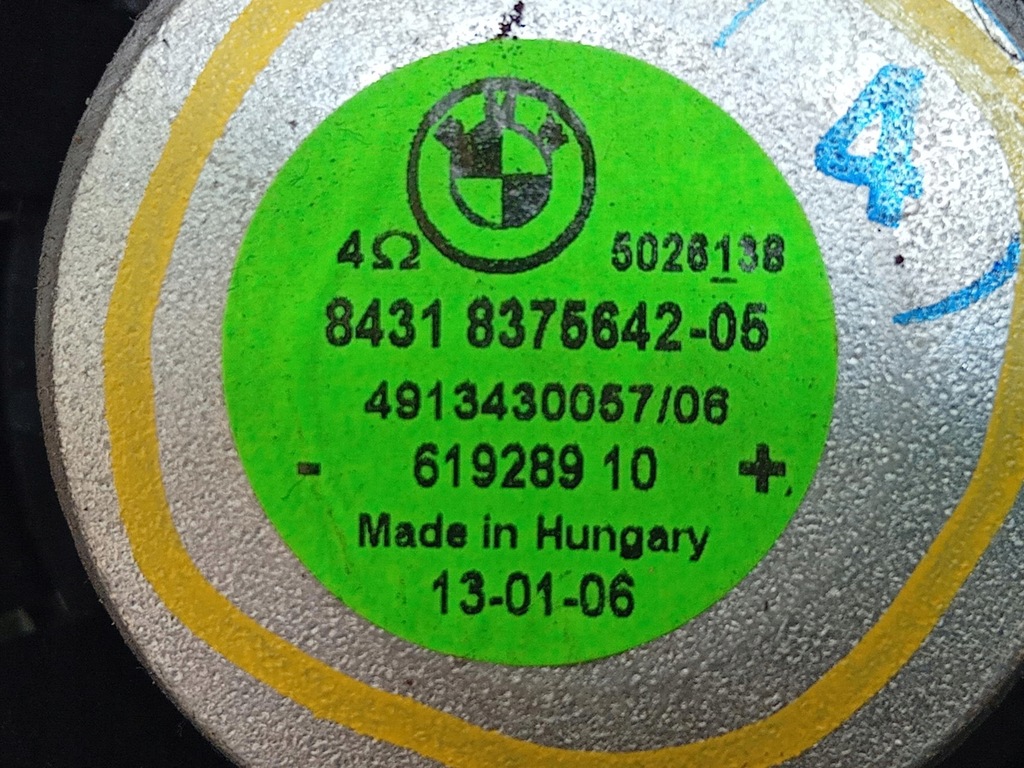 4
4Ω 5026138
8431 8375642-05
4913430057/06
- 619289 10 +
Made in Hungary
13-01-06